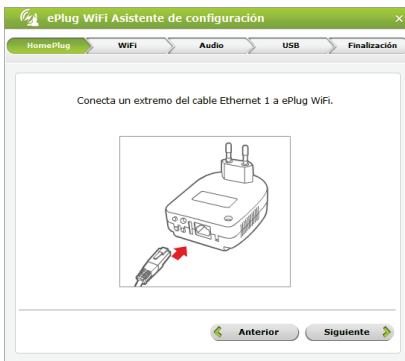 ePlug WiFi Asistente de configuración
HomePlug WiFi Audio USB Finalización
Conecta un extremo del cable Ethernet 1 a ePlug WiFi.
Anterior Siguiente